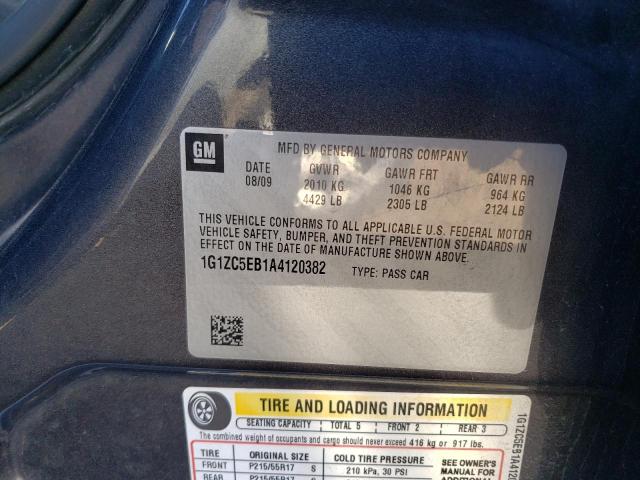 GM
MFD BY GENERAL MOTORS COMPANY
DATE GVWR GAWR FRT GAWR RR
08/09 2010 KG 1046 KG 964 KG
4429 LB 2305 LB 2124 LB
THIS VEHICLE CONFORMS TO ALL APPLICABLE U.S. FEDERAL MOTOR
VEHICLE SAFETY, BUMPER, AND THEFT PREVENTION STANDARDS IN
EFFECT ON THE DATE OF MANUFACTURE SHOWN ABOVE.
1G1ZC5EB1A4120382 TYPE: PASS CAR
TIRE AND LOADING INFORMATION
SEATING CAPACITY TOTAL 5 FRONT 2 REAR 3
The combined weight of occupants and cargo should never exceed 416 kg or 917 lbs.
TIRE ORIGINAL SIZE COLD TIRE PRESSURE
FRONT P215/55R17 S 210 kPa, 30 PSI
REAR P215/55R17 S
SEE OWNER'S
MANUAL FOR
ADDITIONAL
1G1ZC5EB1A4120